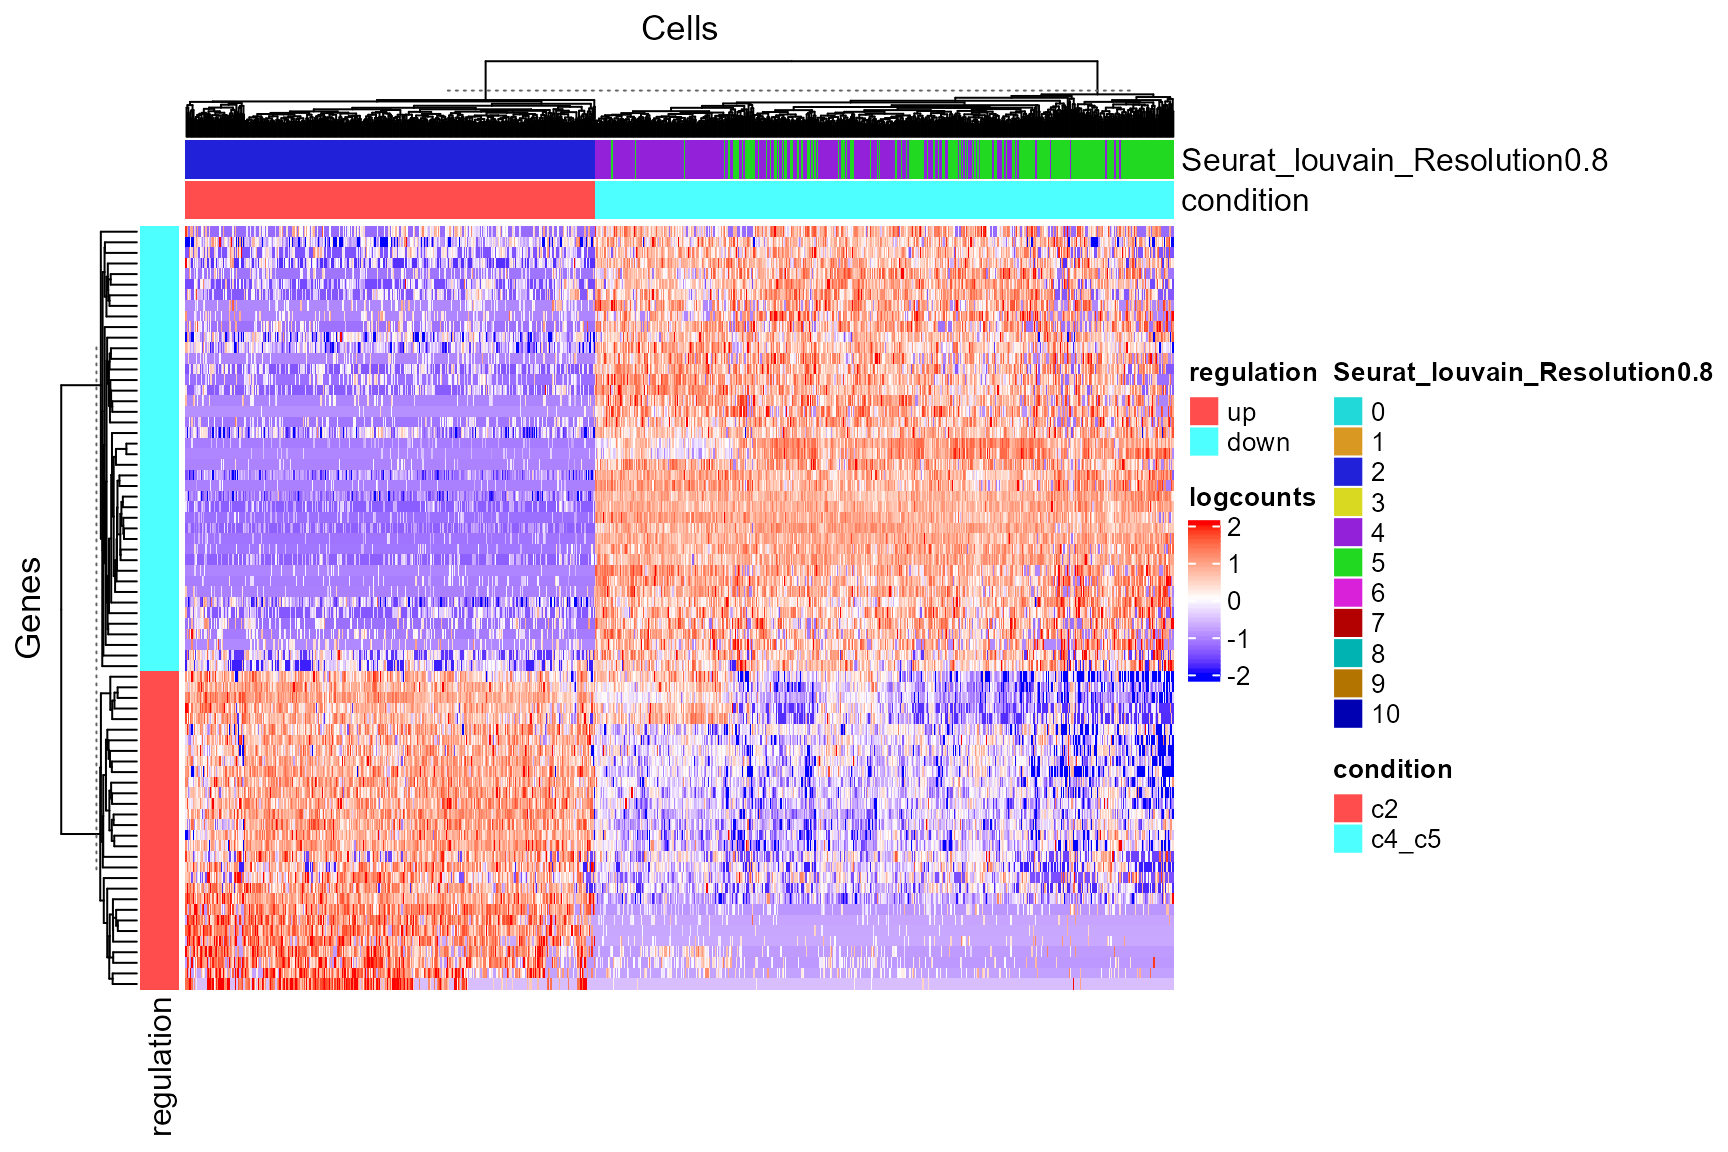 Cells
Seurat_louvain_Resolution0.8
condition
Genes
regulation
regulation
up
down
logcounts
2
1
0
-1
-2
Seurat_louvain_Resolution0.8
0
1
2
3
4
5
6
7
8
9
10
condition
c2
c4_c5